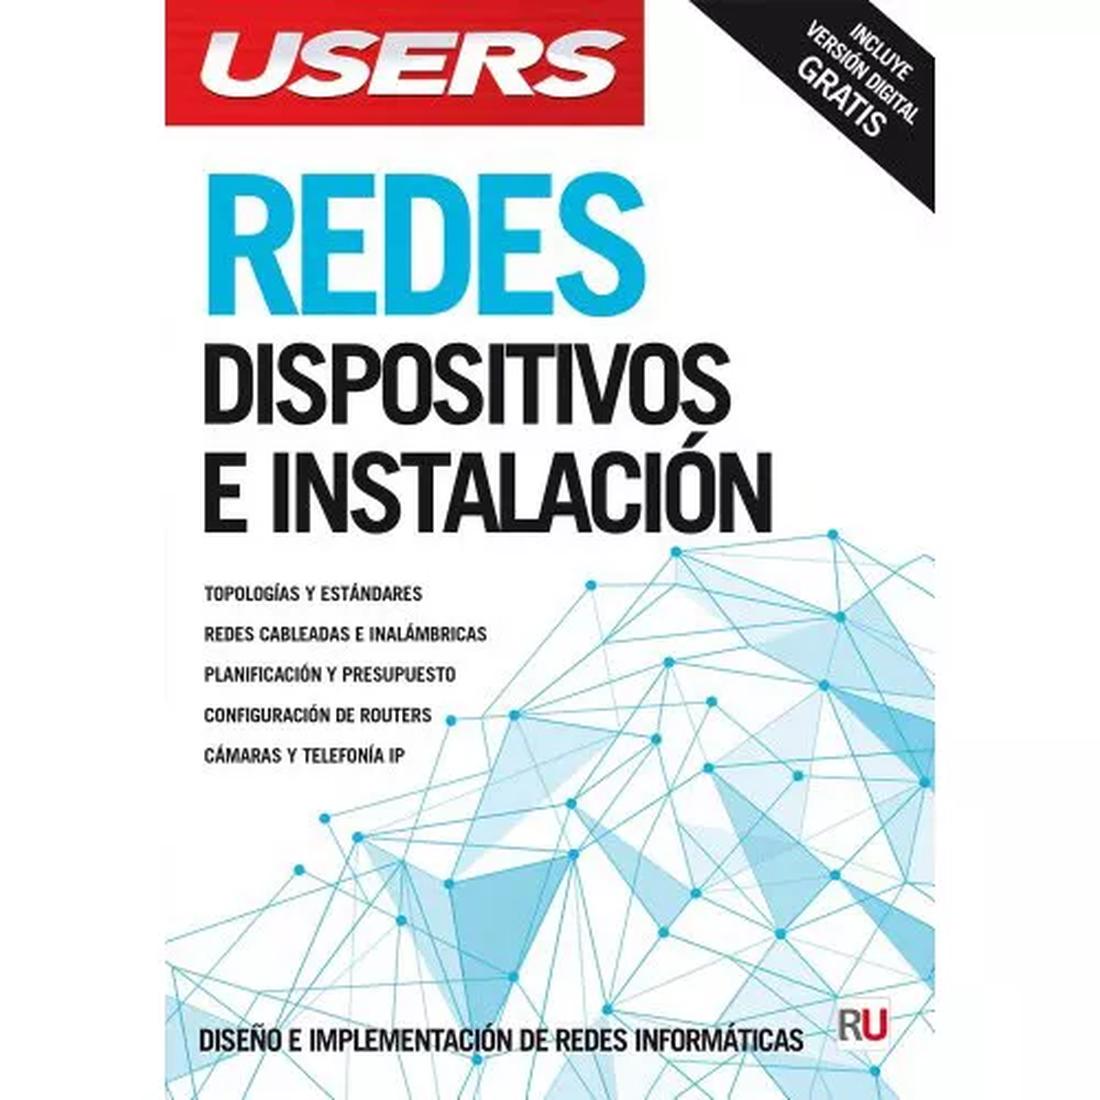 USERS
INCLUYE
VERSIÓN DIGITAL
GRATIS
REDES
DISPOSITIVOS
E INSTALACIÓN
TOPOLOGÍAS Y ESTÁNDARES
REDES CABLEADAS E INALÁMBRICAS
PLANIFICACIÓN Y PRESUPUESTO
CONFIGURACIÓN DE ROUTERS
CÁMARAS Y TELEFONÍA IP
DISEÑO E IMPLEMENTACIÓN DE REDES INFORMÁTICAS
RU